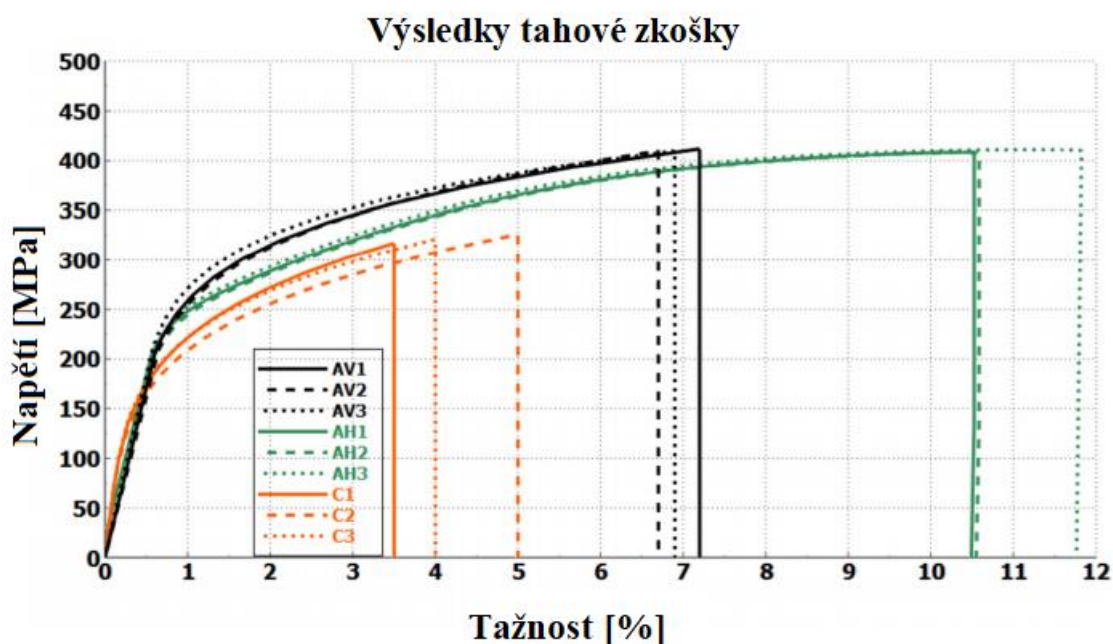 Výsledky tahové zkošky
500
450
400
350
300
250
200
150
100
50
0
Napětí [MPa]
AV1
AV2
AV3
AH1
AH2
AH3
C1
C2
C3
0 1 2 3 4 5 6 7 8 9 10 11 12
Tažnost [%]